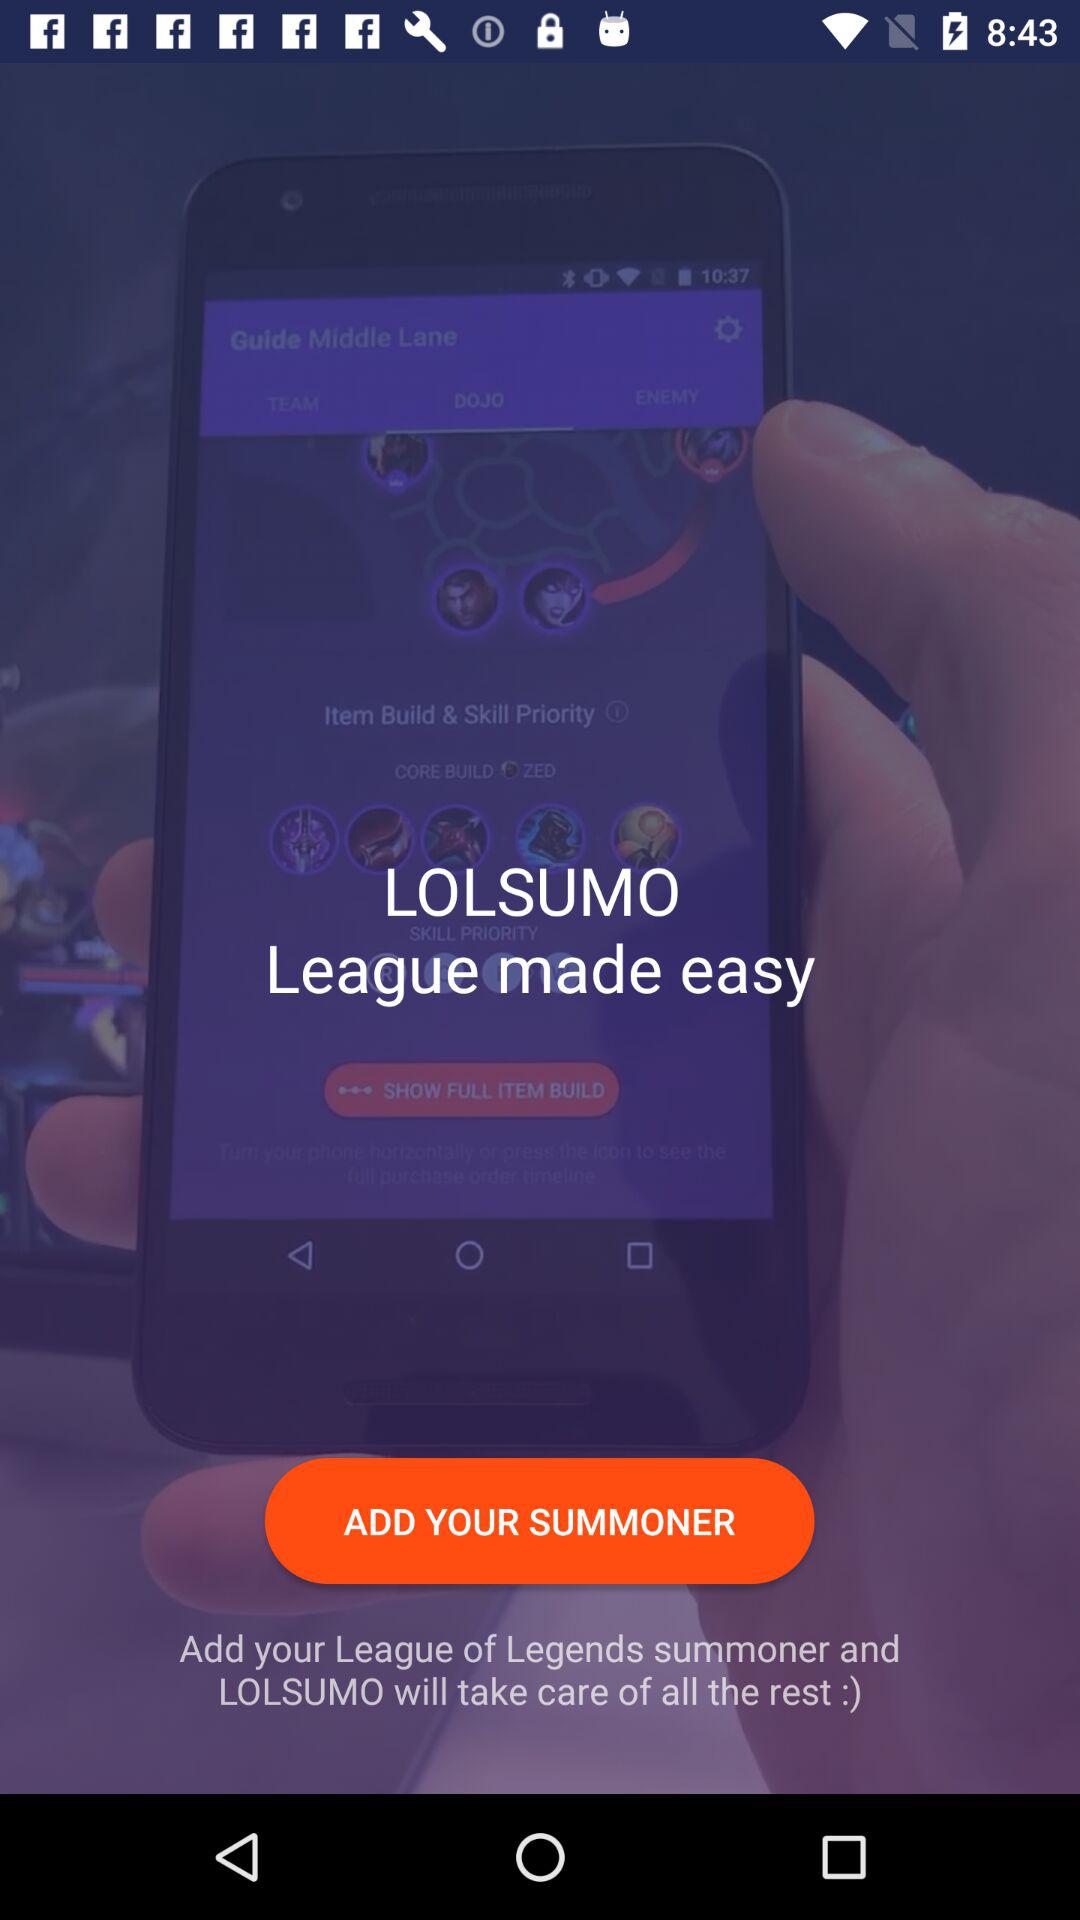 8:43
10:37
Guide Middle Lane
TEAM DOJO ENEMY
Item Build & Skill Priority
CORE BUILD ZED
LOLSUMO
SKILL PRIORITY
League made easy
SHOW FULL ITEM BUILD
Turn your phone horizontally or press the icon to see the
full purchase order timeline
ADD YOUR SUMMONER
Add your League of Legends summoner and
LOLSUMO will take care of all the rest :)